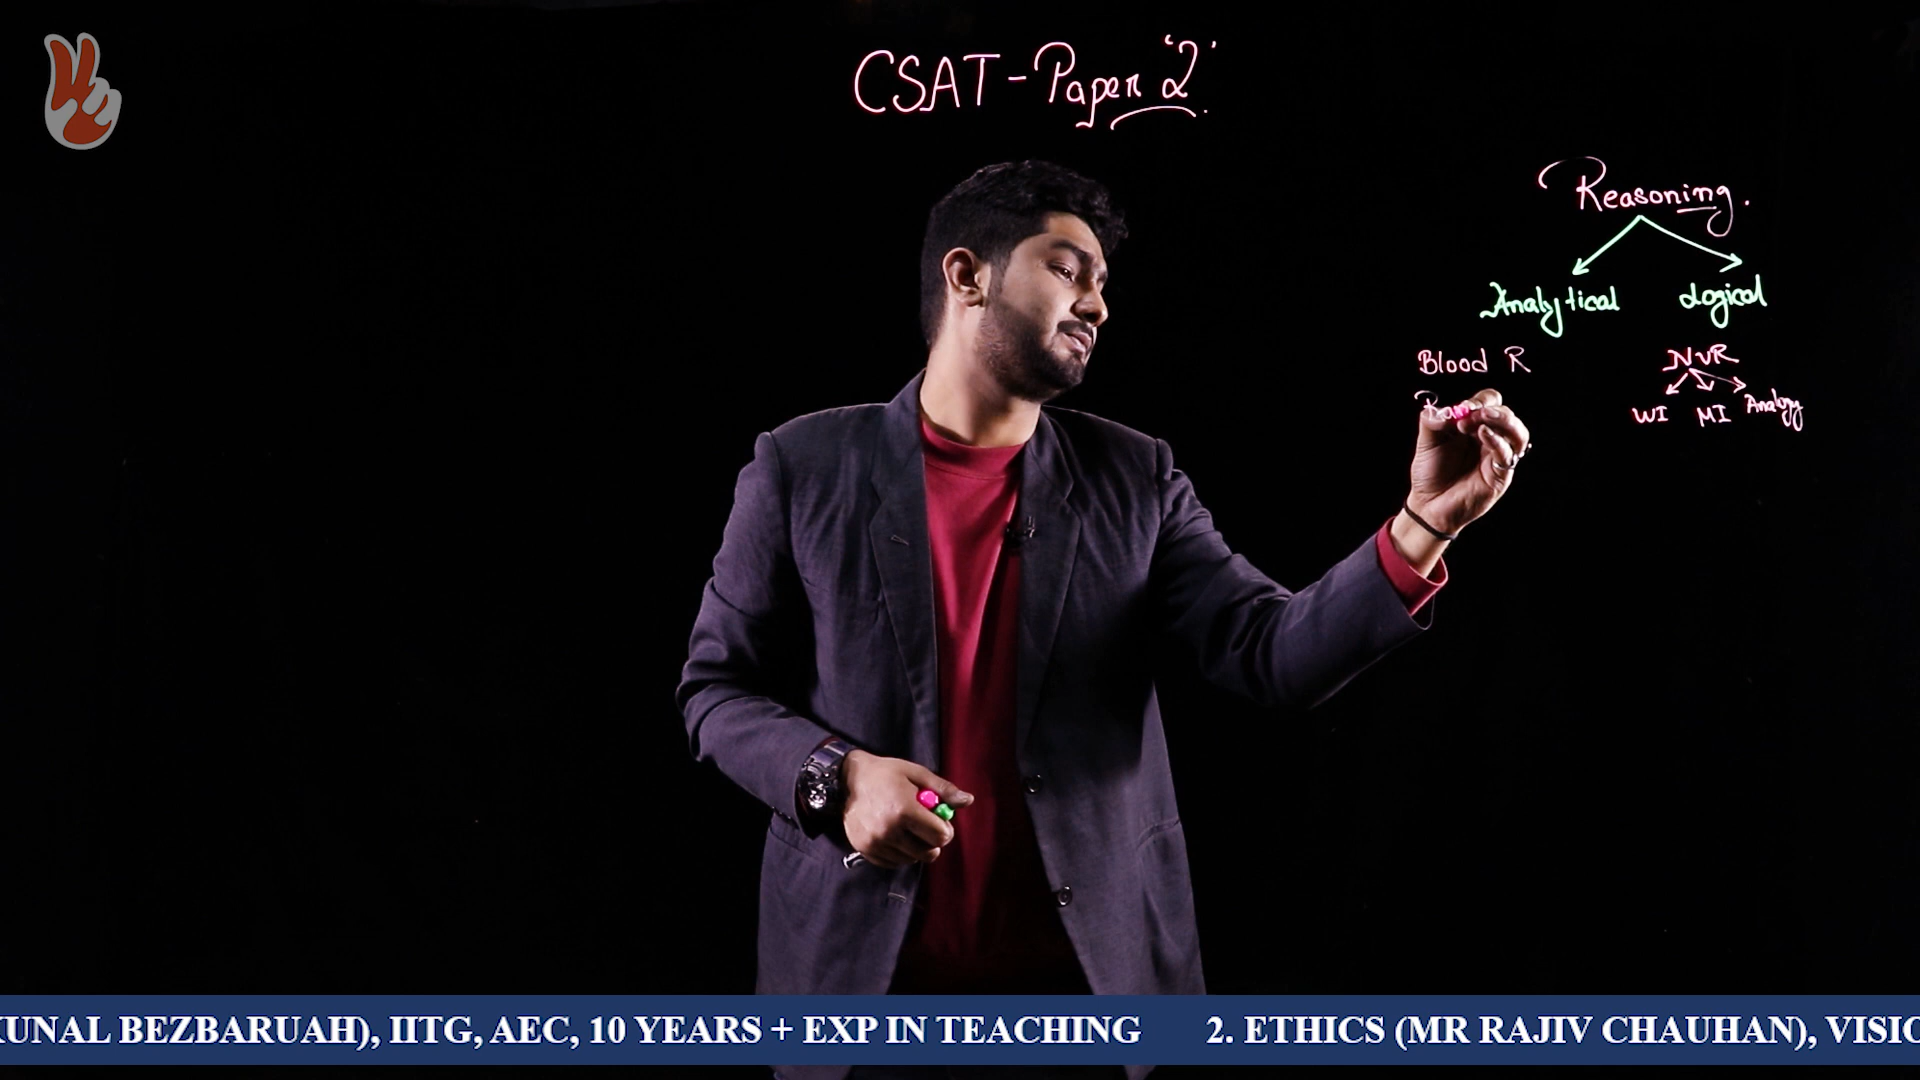 CSAT - Paper '2'.
Reasoning.
Analytical Logical
Blood R NVR
WI MI Analogy
KUNAL BEZBARUAH), IITG, AEC, 10 YEARS + EXP IN TEACHING 2. ETHICS (MR RAJIV CHAUHAN), VISIO